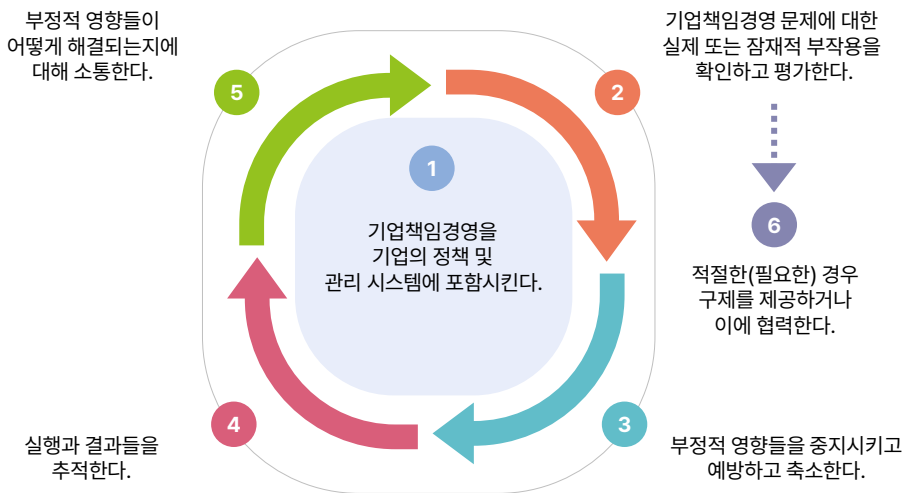 1
기업책임경영을
기업의 정책 및
관리 시스템에 포함시킨다.
2
기업책임경영 문제에 대한
실제 또는 잠재적 부작용을
확인하고 평가한다.
3
부정적 영향들을 중지시키고
예방하고 축소한다.
4
실행과 결과들을
추적한다.
5
부정적 영향들이
어떻게 해결되는지에
대해 소통한다.
6
적절한(필요한) 경우
구제를 제공하거나
이에 협력한다.